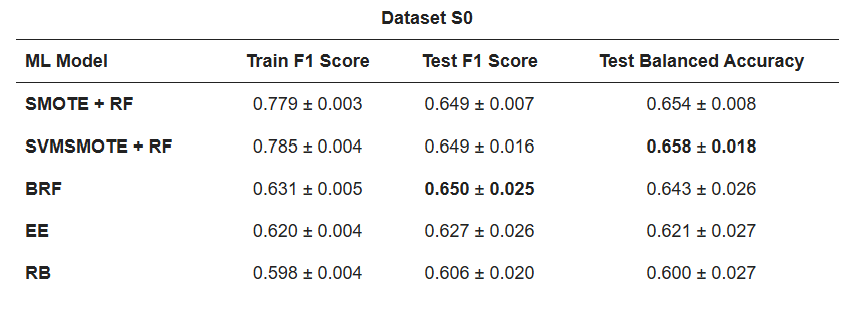 Dataset S0
ML Model Train F1 Score Test F1 Score Test Balanced Accuracy
SMOTE + RF 0.779 ± 0.003 0.649 ± 0.007 0.654 ± 0.008
SVMSMOTE + RF 0.785 ± 0.004 0.649 ± 0.016 0.658 ± 0.018
BRF 0.631 ± 0.005 0.650 ± 0.025 0.643 ± 0.026
EE 0.620 ± 0.004 0.627 ± 0.026 0.621 ± 0.027
RB 0.598 ± 0.004 0.606 ± 0.020 0.600 ± 0.027